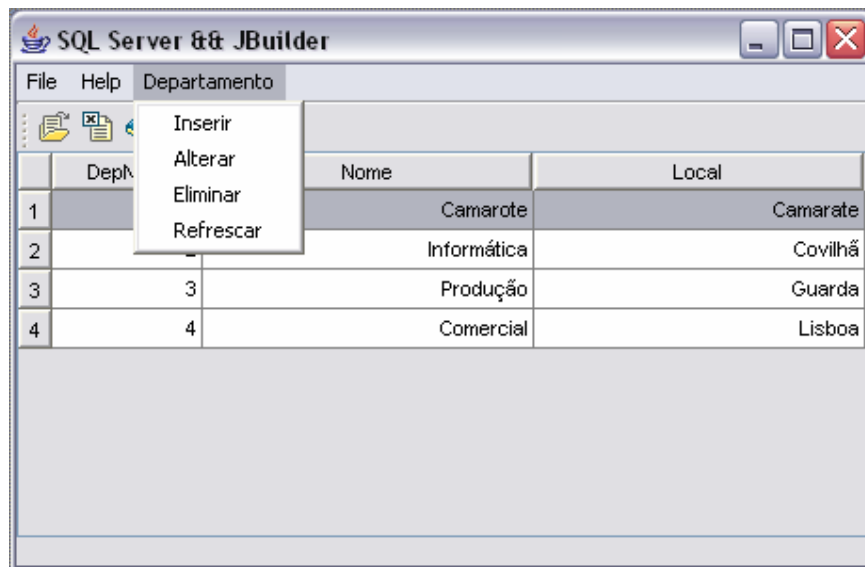 SQL Server && JBuilder
File Help Departamento
Inserir
Alterar
Eliminar
Refrescar
Nome Local
1 Camarote Camarate
2 Informática Covilhã
3 3 Produção Guarda
4 4 Comercial Lisboa